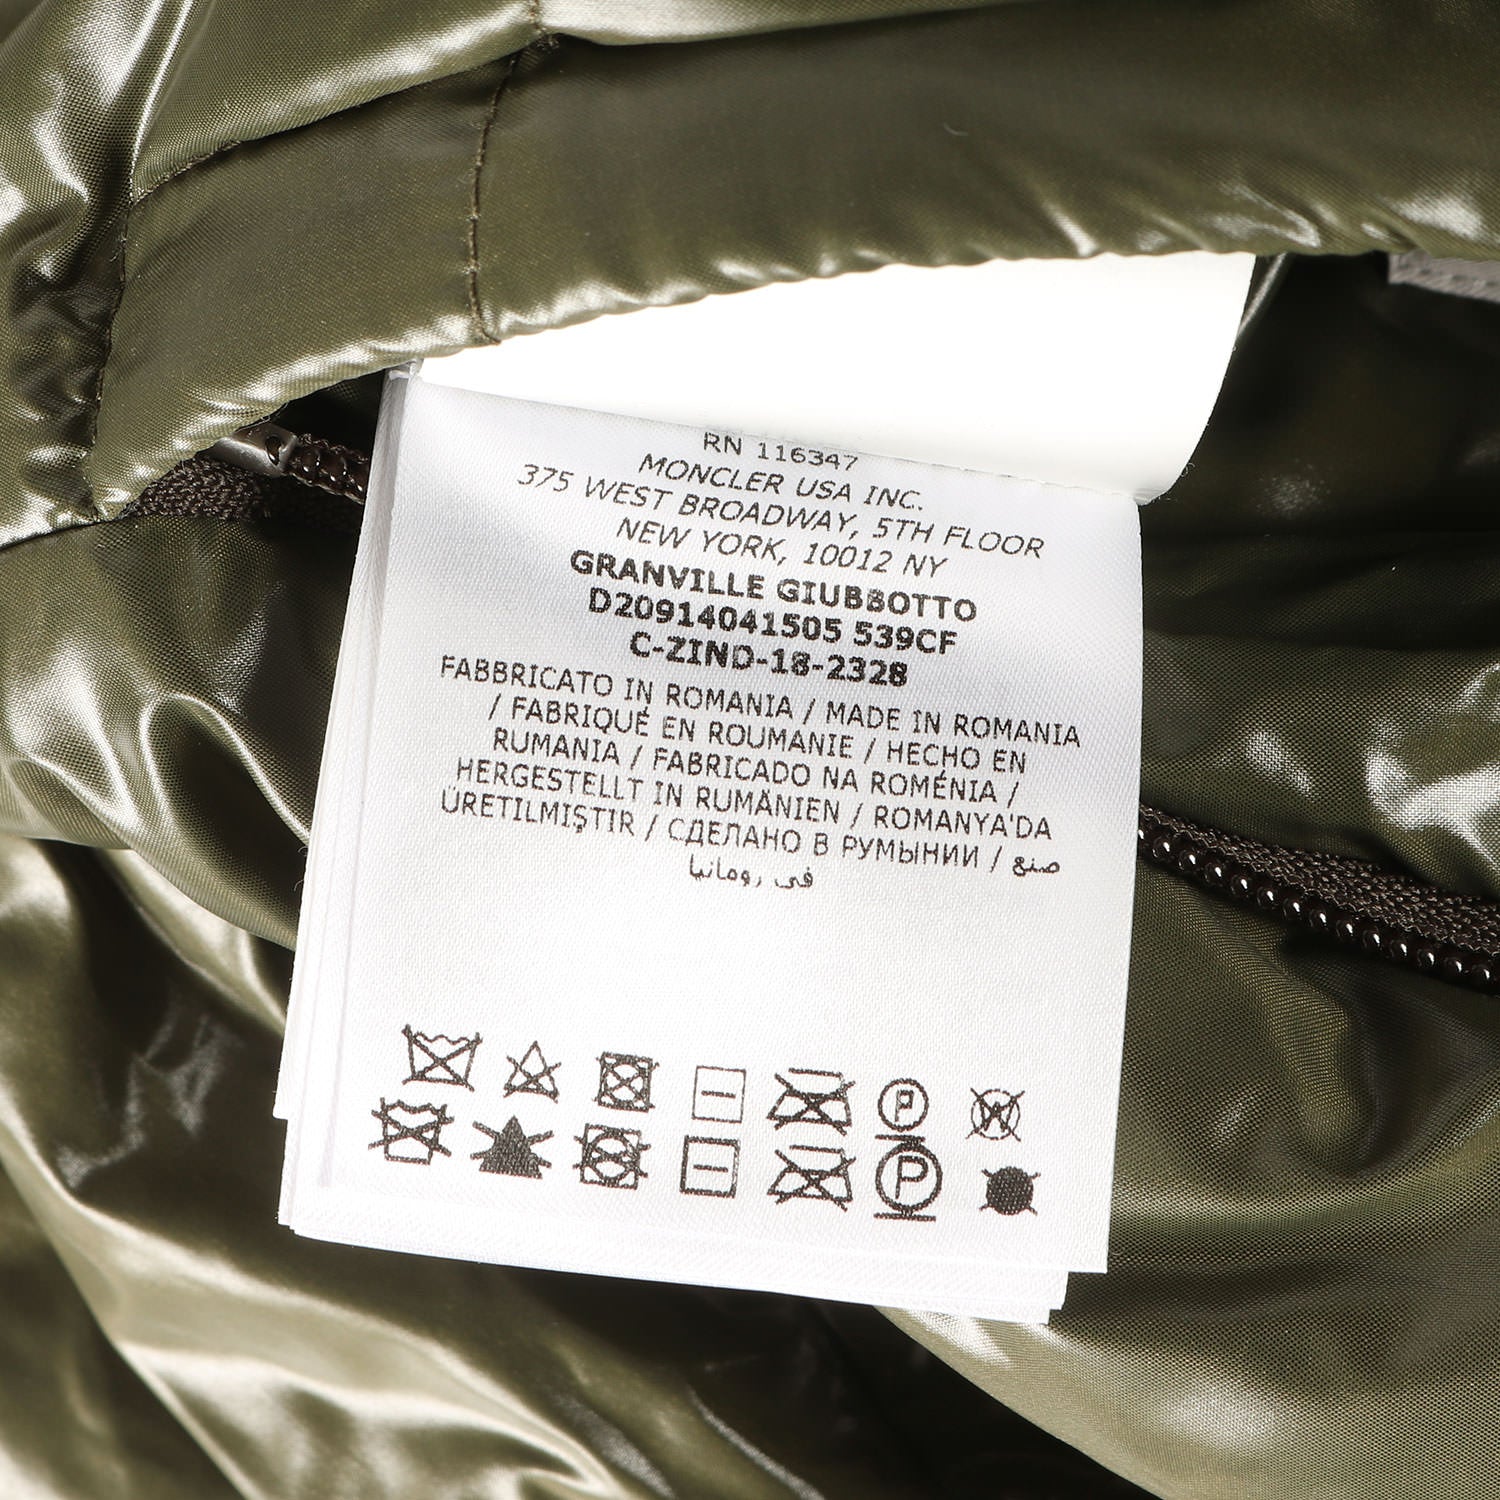 RN 116347
MONCLER USA INC.
375 WEST BROADWAY, 5TH FLOOR
NEW YORK, 10012 NY
GRANVILLE GIUBBOTTO
D20914041505 539CF
C-ZIND-18-2328
FABBRICATO IN ROMANIA / MADE IN ROMANIA
/ FABRIQUÉ EN ROUMANIE / HECHO EN
RUMANIA / FABRICADO NA ROMÉNIA /
HERGESTELLT IN RUMÄNIEN / ROMANYA'DA
ÜRETILMIŞTIR / СДЕЛАНО В РУМЫНИИ / صنع
في رومانيا
P W
P